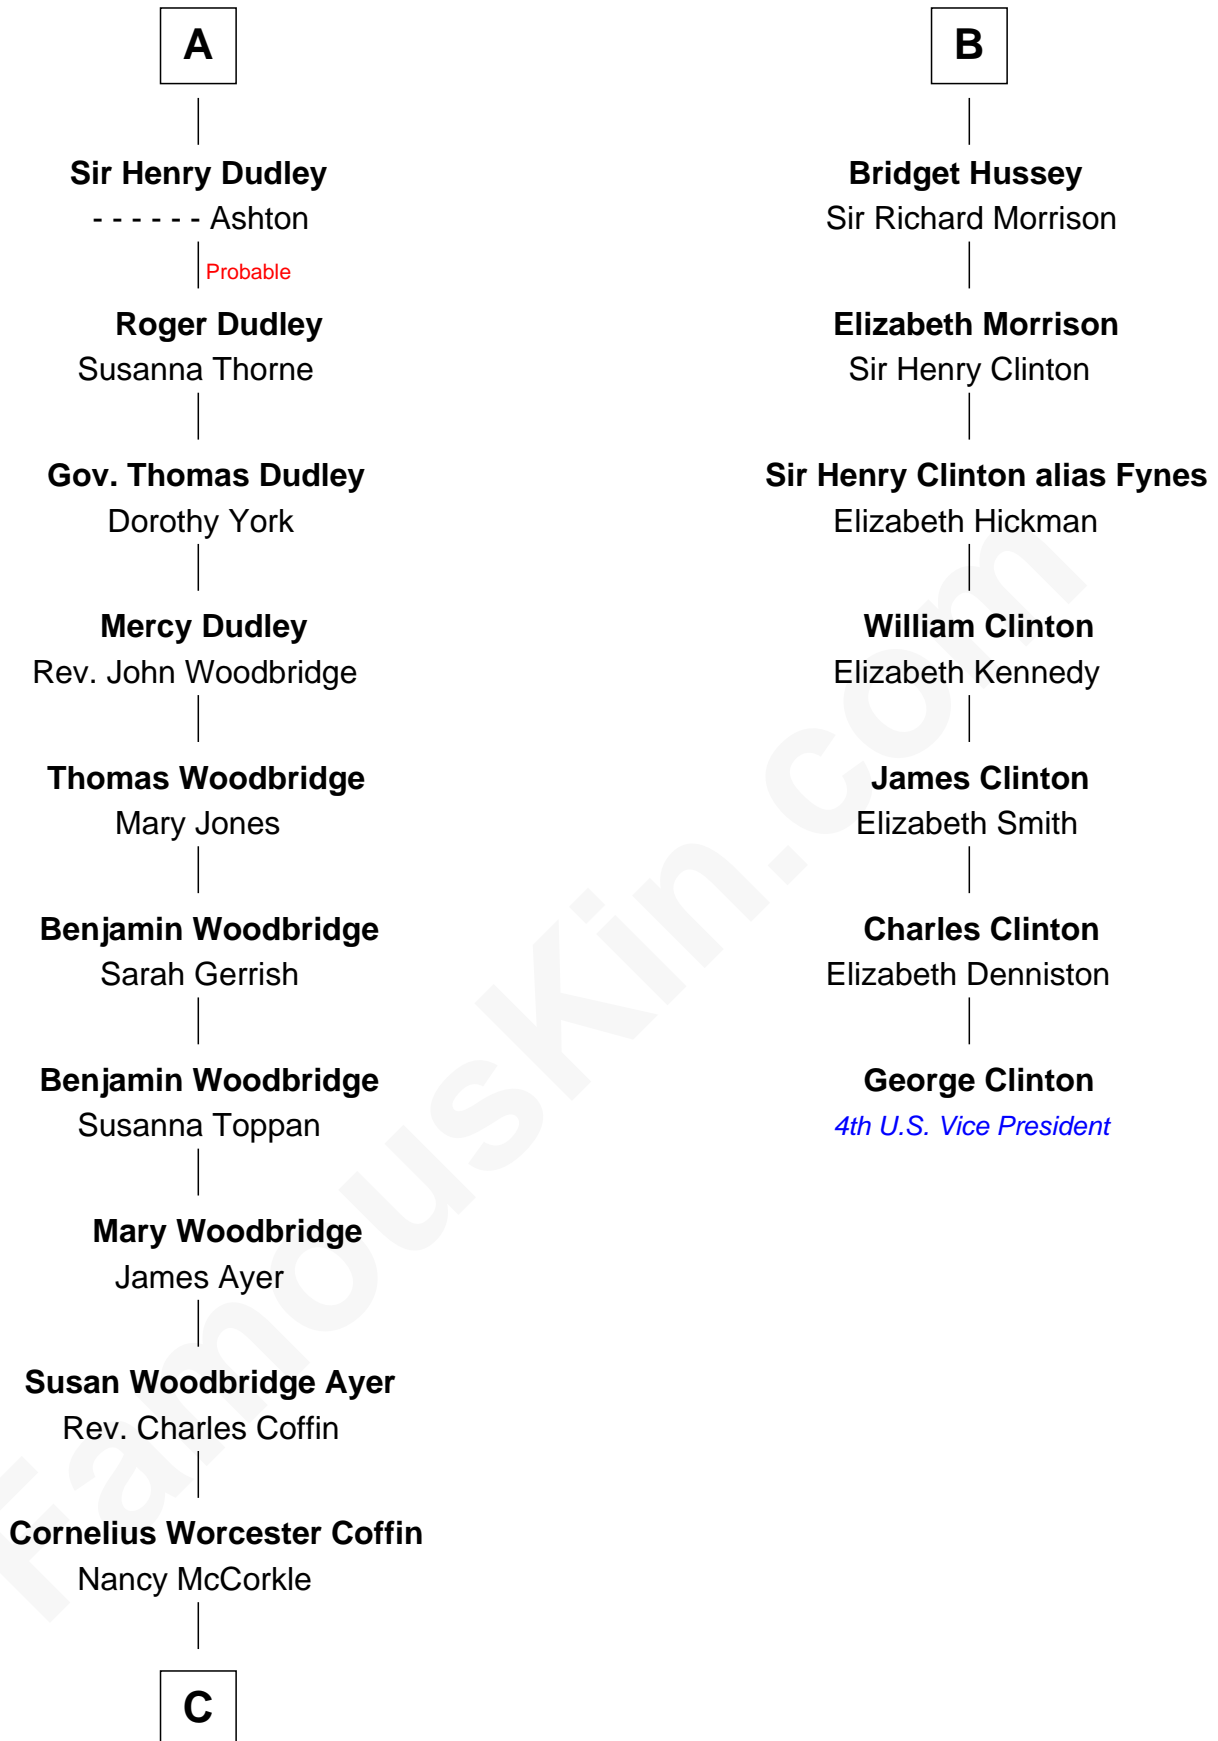 A
Sir Henry Dudley
- - - - - - Ashton
Probable
Roger Dudley
Susanna Thorne
Gov. Thomas Dudley
Dorothy York
Mercy Dudley
Rev. John Woodbridge
Thomas Woodbridge
Mary Jones
Benjamin Woodbridge
Sarah Gerrish
Benjamin Woodbridge
Susanna Toppan
Mary Woodbridge
James Ayer
Susan Woodbridge Ayer
Rev. Charles Coffin
Cornelius Worcester Coffin
Nancy McCorkle
C
B
Bridget Hussey
Sir Richard Morrison
Elizabeth Morrison
Sir Henry Clinton
Sir Henry Clinton alias Fynes
Elizabeth Hickman
William Clinton
Elizabeth Kennedy
James Clinton
Elizabeth Smith
Charles Clinton
Elizabeth Denniston
George Clinton
4th U.S. Vice President
FamousKin.com